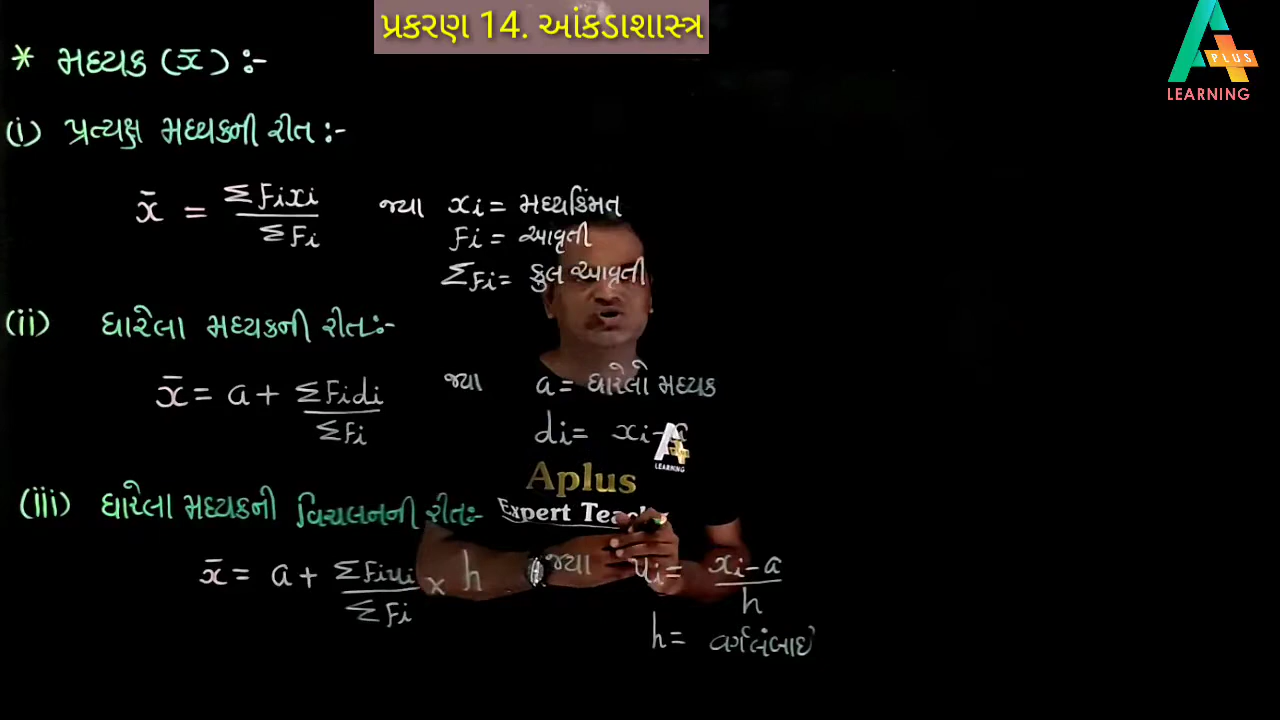 પ્રકરણ 14. આંકડાશાસ્ત્ર
A PLUS LEARNING
* મધ્યક (x̄) :-
(i) પ્રત્યક્ષ મધ્યકની રીત :-
x̄ = ΣFixi / ΣFi જ્યા xi = મધ્યકિંમત
Fi = આવૃતી
ΣFi = કુલ આવૃતી
(ii) ધારેલા મધ્યકની રીત :-
x̄ = a + ΣFidi / ΣFi જ્યા a = ધારેલો મધ્યક
di = xi-
A+ LEARNING
Aplus
Expert
(iii) ધારેલા મધ્યકની વિચલનની રીત :-
x̄ = a + ΣFiui / ΣFi × h જ્યા ui = xi-a / h
h = વર્ગલંબાઇ